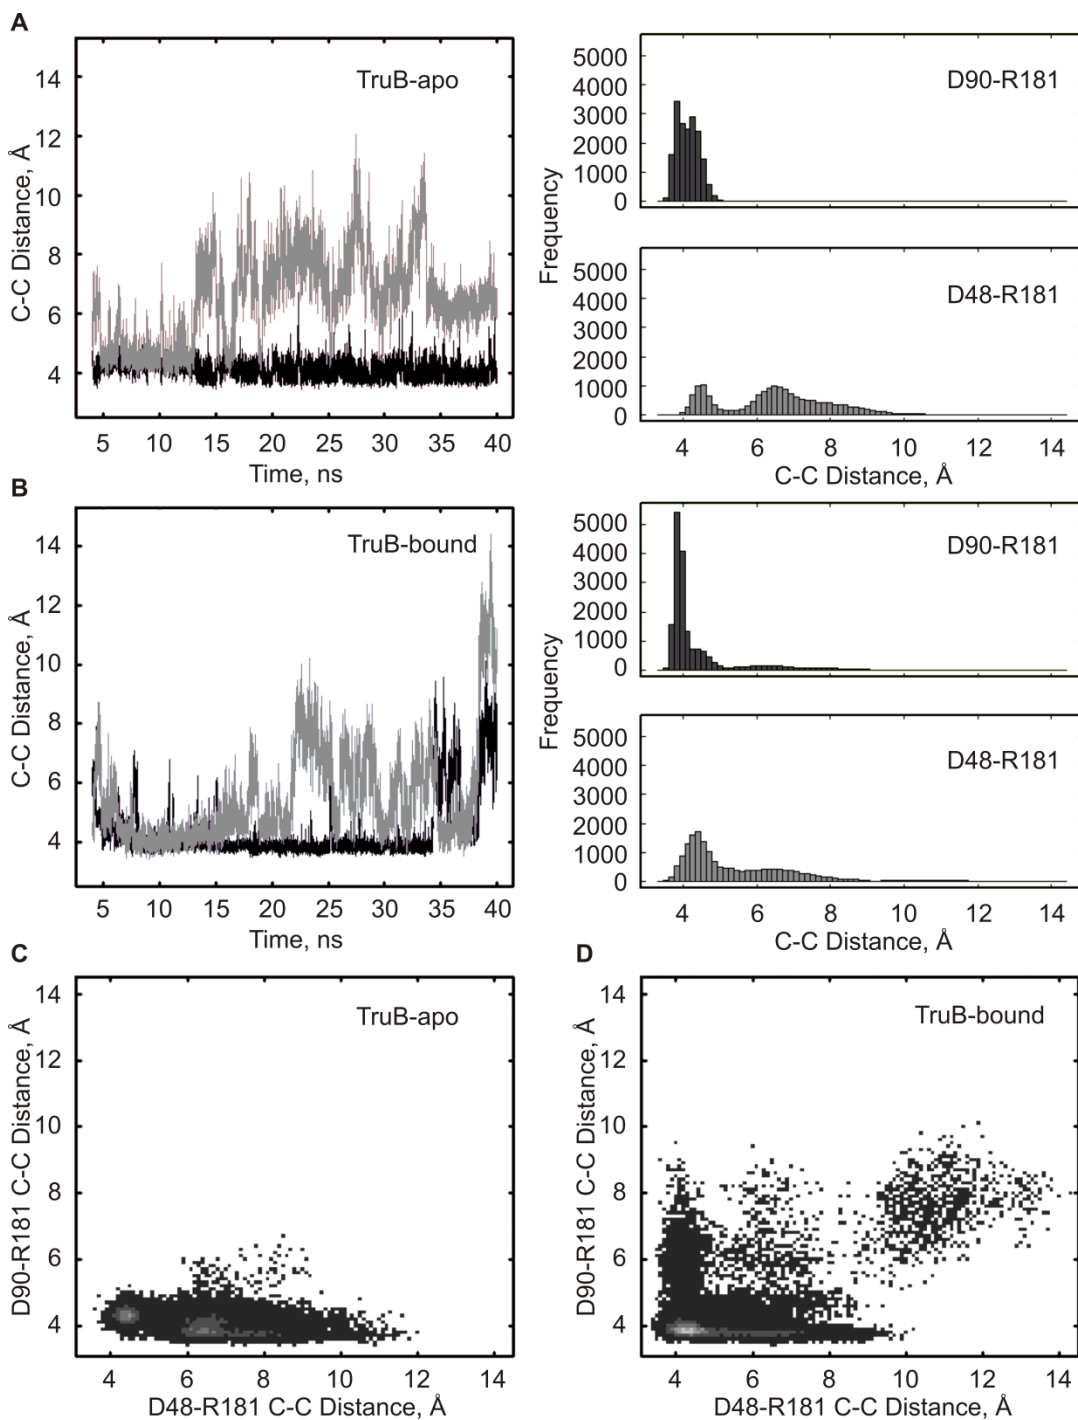 A
TruB-apo
C-C Distance, Å
14
12
10
8
6
4
5 10 15 20 25 30 35 40
Time, ns
D90-R181
5000
4000
3000
2000
1000
0
Frequency
D48-R181
5000
4000
3000
2000
1000
0
4 6 8 10 12 14
C-C Distance, Å
B
TruB-bound
C-C Distance, Å
14
12
10
8
6
4
5 10 15 20 25 30 35 40
Time, ns
D90-R181
5000
4000
3000
2000
1000
0
Frequency
D48-R181
5000
4000
3000
2000
1000
0
4 6 8 10 12 14
C-C Distance, Å
C
TruB-apo
D90-R181 C-C Distance, Å
14
12
10
8
6
4
4 6 8 10 12 14
D48-R181 C-C Distance, Å
D
TruB-bound
D90-R181 C-C Distance, Å
14
12
10
8
6
4
4 6 8 10 12 14
D48-R181 C-C Distance, Å